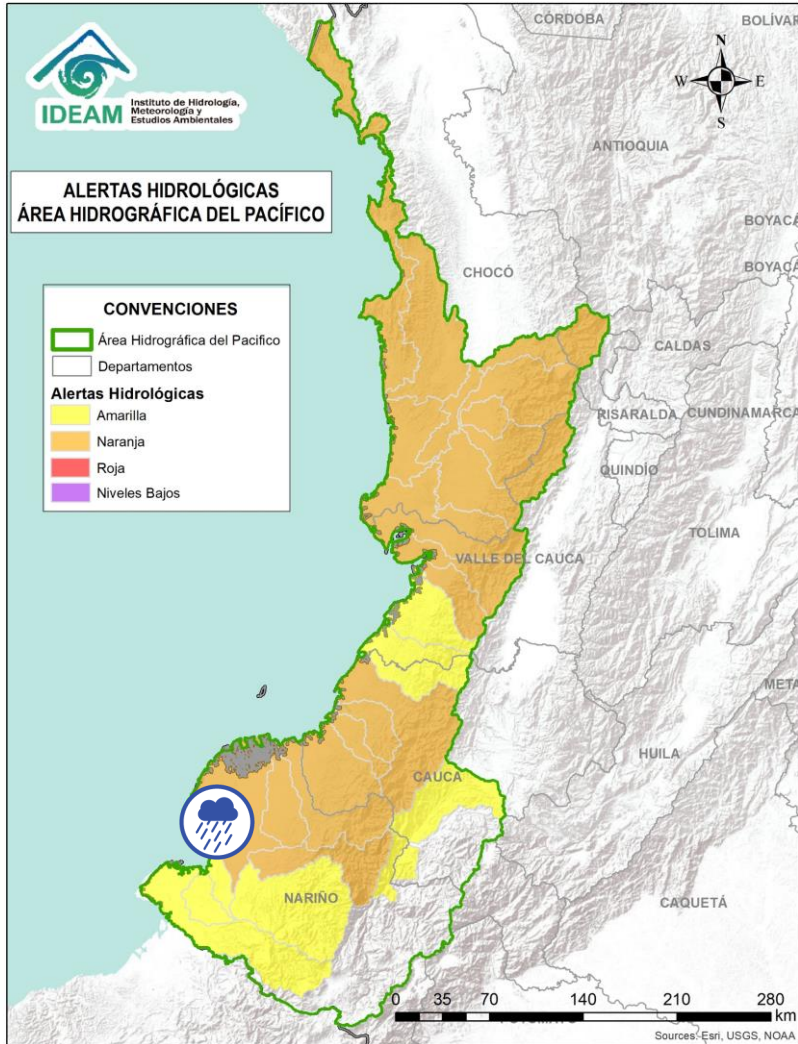 CÓRDOBA
BOLÍVAR
N
W E
S
IDEAM
Instituto de Hidrología,
Meteorología y
Estudios Ambientales
ANTIOQUIA
ALERTAS HIDROLÓGICAS
ÁREA HIDROGRÁFICA DEL PACÍFICO
BOYACÁ
BOYACÁ
CHOCÓ
CONVENCIONES
Área Hidrográfica del Pacifico
Departamentos
Alertas Hidrológicas
Amarilla
Naranja
Roja
Niveles Bajos
CALDAS
RISARALDA
CUNDINAMARCA
QUINDÍO
TOLIMA
VALLE DEL CAUCA
META
HUILA
CAUCA
NARIÑO
CAQUETÁ
0 35 70 140 210 280
km
Sources: Esri, USGS, NOAA